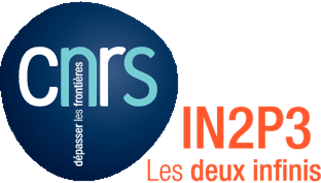 cnrs
dépasser les frontières
IN2P3
Les deux infinis